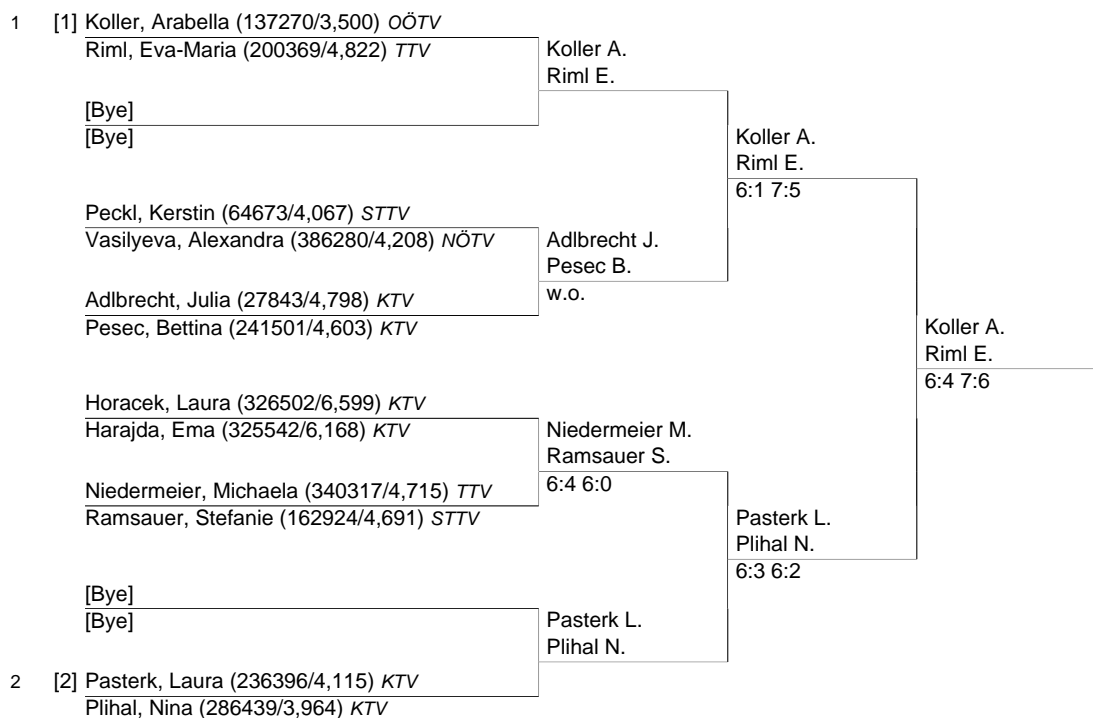 1 [1] Koller, Arabella (137270/3,500) OÖTV
Riml, Eva-Maria (200369/4,822) TTV
Koller A.
Riml E.
[Bye]
[Bye]
Koller A.
Riml E.
6:1 7:5
Peckl, Kerstin (64673/4,067) STTV
Vasilyeva, Alexandra (386280/4,208) NÖTV
Adlbrecht J.
Pesec B.
w.o.
Adlbrecht, Julia (27843/4,798) KTV
Pesec, Bettina (241501/4,603) KTV
Koller A.
Riml E.
6:4 7:6
Horacek, Laura (326502/6,599) KTV
Harajda, Ema (325542/6,168) KTV
Niedermeier M.
Ramsauer S.
6:4 6:0
Niedermeier, Michaela (340317/4,715) TTV
Ramsauer, Stefanie (162924/4,691) STTV
Pasterk L.
Plihal N.
6:3 6:2
[Bye]
[Bye]
Pasterk L.
Plihal N.
2 [2] Pasterk, Laura (236396/4,115) KTV
Plihal, Nina (286439/3,964) KTV